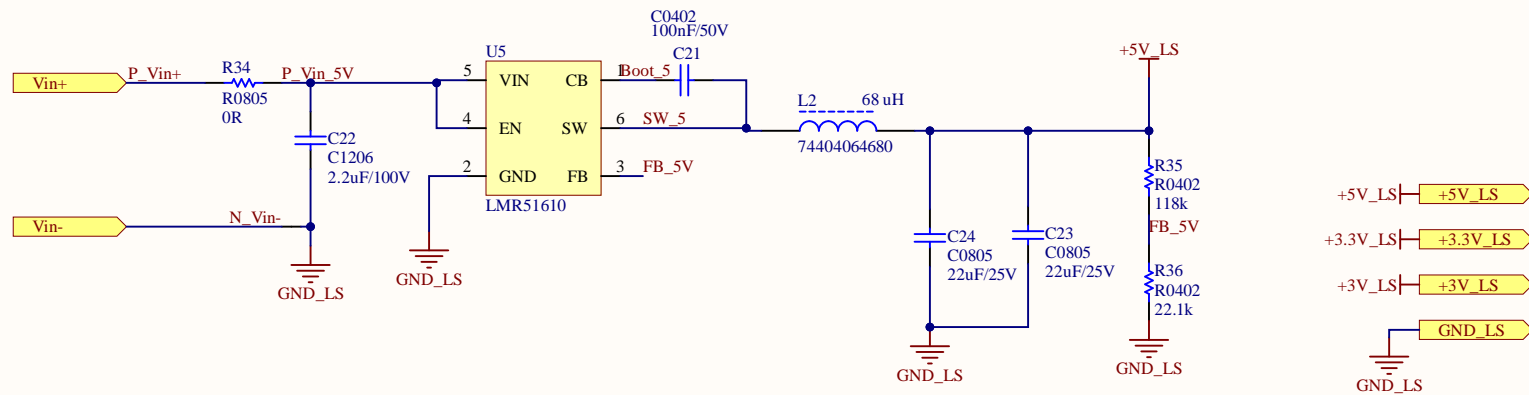 C0402
100nF/50V
C21
U5
R34
P_Vin+
P_Vin_5V
Vin+
R0805
0R
5
VIN
CB
1
Boot_5
4
EN
SW
6
SW_5
2
GND
FB
3
FB_5V
LMR51610
C22
C1206
2.2uF/100V
Vin-
N_Vin-
GND_LS
GND_LS
L2
68 uH
74404064680
+5V_LS
C24
C0805
22uF/25V
C23
C0805
22uF/25V
GND_LS
R35
R0402
118k
FB_5V
R36
R0402
22.1k
GND_LS
+5V_LS
+5V_LS
+3.3V_LS
+3.3V_LS
+3V_LS
+3V_LS
GND_LS
GND_LS